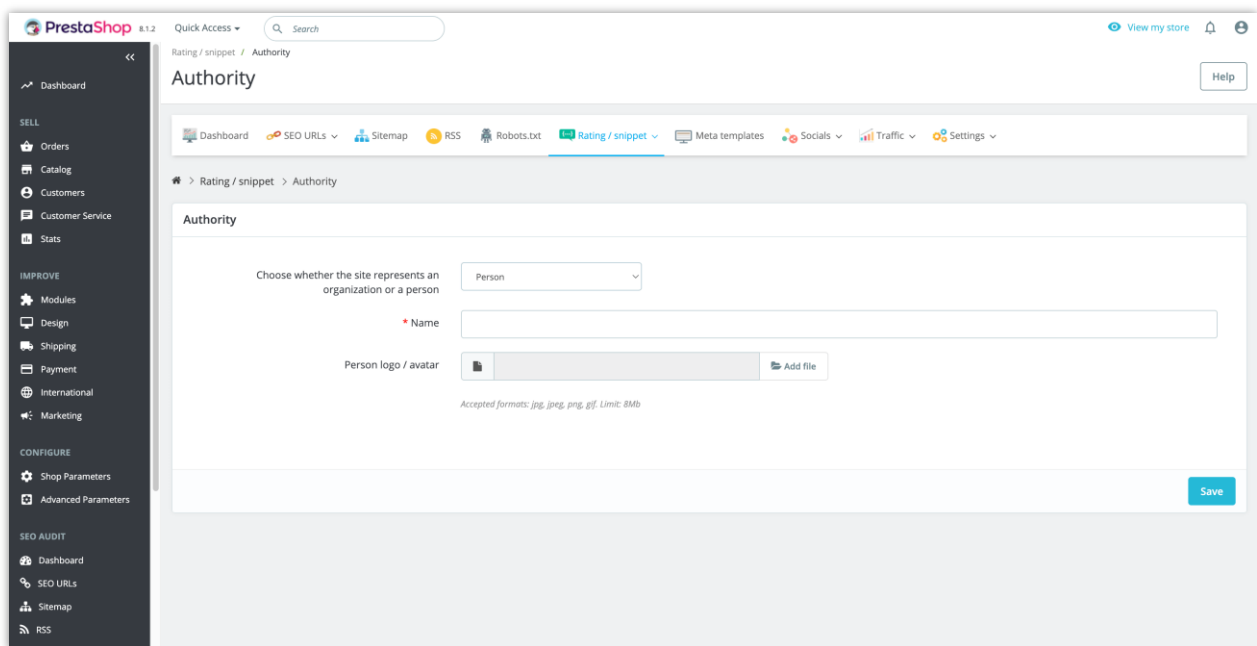 PrestaShop 8.1.2 Quick Access Search View my store
Rating / snippet / Authority
Authority
Help
Dashboard SEO URLs Sitemap RSS Robots.txt Rating / snippet Meta templates Socials Traffic Settings
> Rating / snippet > Authority
Authority
Choose whether the site represents an
organization or a person
Person
* Name
Person logo / avatar
Add file
Accepted formats: jpg, jpeg, png, gif. Limit: 8Mb
Save
Dashboard
SELL
Orders
Catalog
Customers
Customer Service
Stats
IMPROVE
Modules
Design
Shipping
Payment
International
Marketing
CONFIGURE
Shop Parameters
Advanced Parameters
SEO AUDIT
Dashboard
SEO URLs
Sitemap
RSS